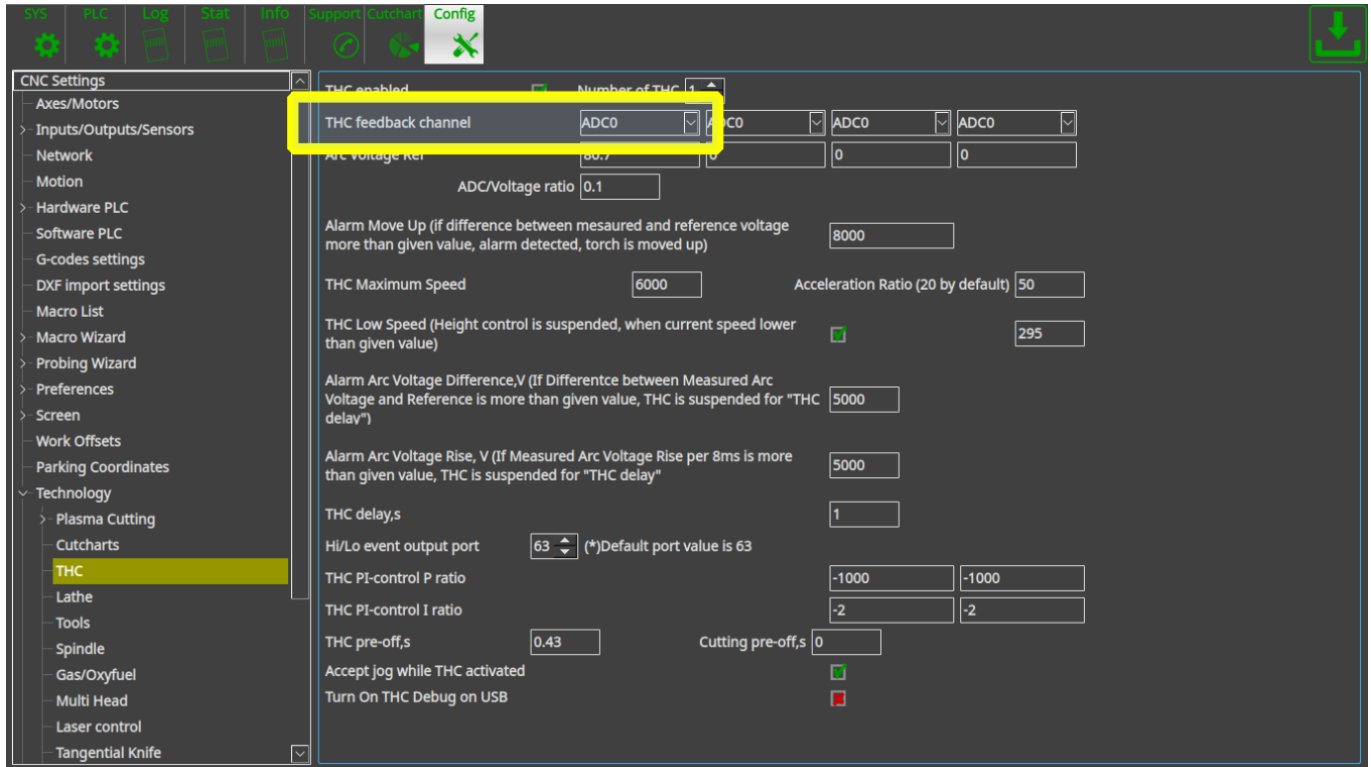 SYS PLC Log Stat Info Support Cutchart Config
CNC Settings
Axes/Motors
Inputs/Outputs/Sensors
Network
Motion
Hardware PLC
Software PLC
G-codes settings
DXF import settings
Macro List
Macro Wizard
Probing Wizard
Preferences
Screen
Work Offsets
Parking Coordinates
Technology
Plasma Cutting
Cutcharts
THC
Lathe
Tools
Spindle
Gas/Oxyfuel
Multi Head
Laser control
Tangential Knife
THC enabled Number of THC 1
THC feedback channel ADC0 ADC0 ADC0 ADC0
Arc Voltage Ref 80.7 0 0 0
ADC/Voltage ratio 0.1
Alarm Move Up (if difference between mesaured and reference voltage
more than given value, alarm detected, torch is moved up) 8000
THC Maximum Speed 6000 Acceleration Ratio (20 by default) 50
THC Low Speed (Height control is suspended, when current speed lower
than given value) 295
Alarm Arc Voltage Difference,V (If Differentce between Measured Arc
Voltage and Reference is more than given value, THC is suspended for "THC 5000
delay")
Alarm Arc Voltage Rise, V (If Measured Arc Voltage Rise per 8ms is more
than given value, THC is suspended for "THC delay" 5000
THC delay,s 1
Hi/Lo event output port 63 (*)Default port value is 63
THC PI-control P ratio -1000 -1000
THC PI-control I ratio -2 -2
THC pre-off,s 0.43 Cutting pre-off,s 0
Accept jog while THC activated
Turn On THC Debug on USB